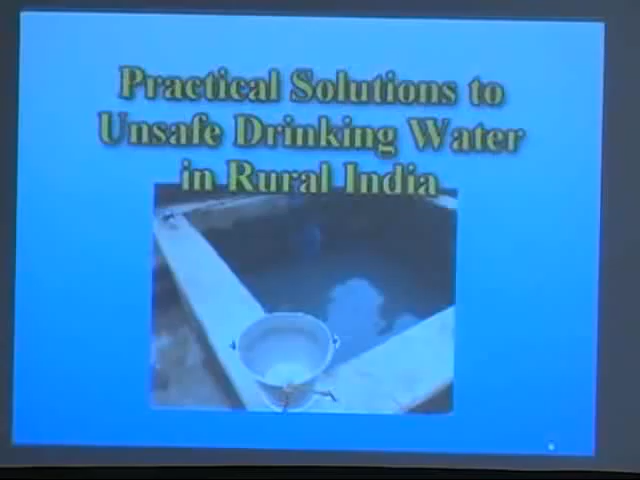 Practical Solutions to
Unsafe Drinking Water
in Rural India